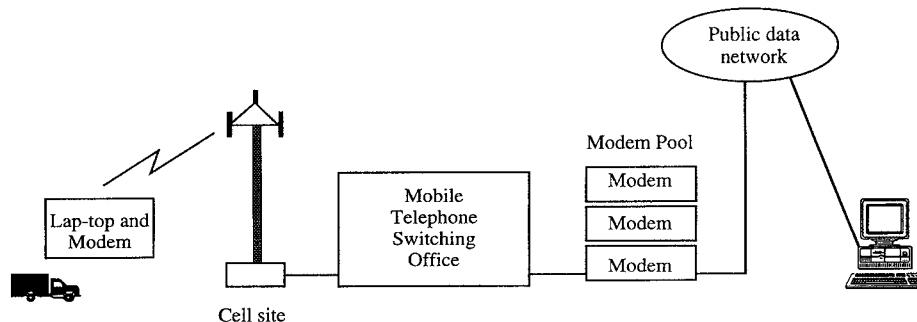 Public data
network
Modem Pool
Modem
Modem
Modem
Mobile
Telephone
Switching
Office
Lap-top and
Modem
Cell site